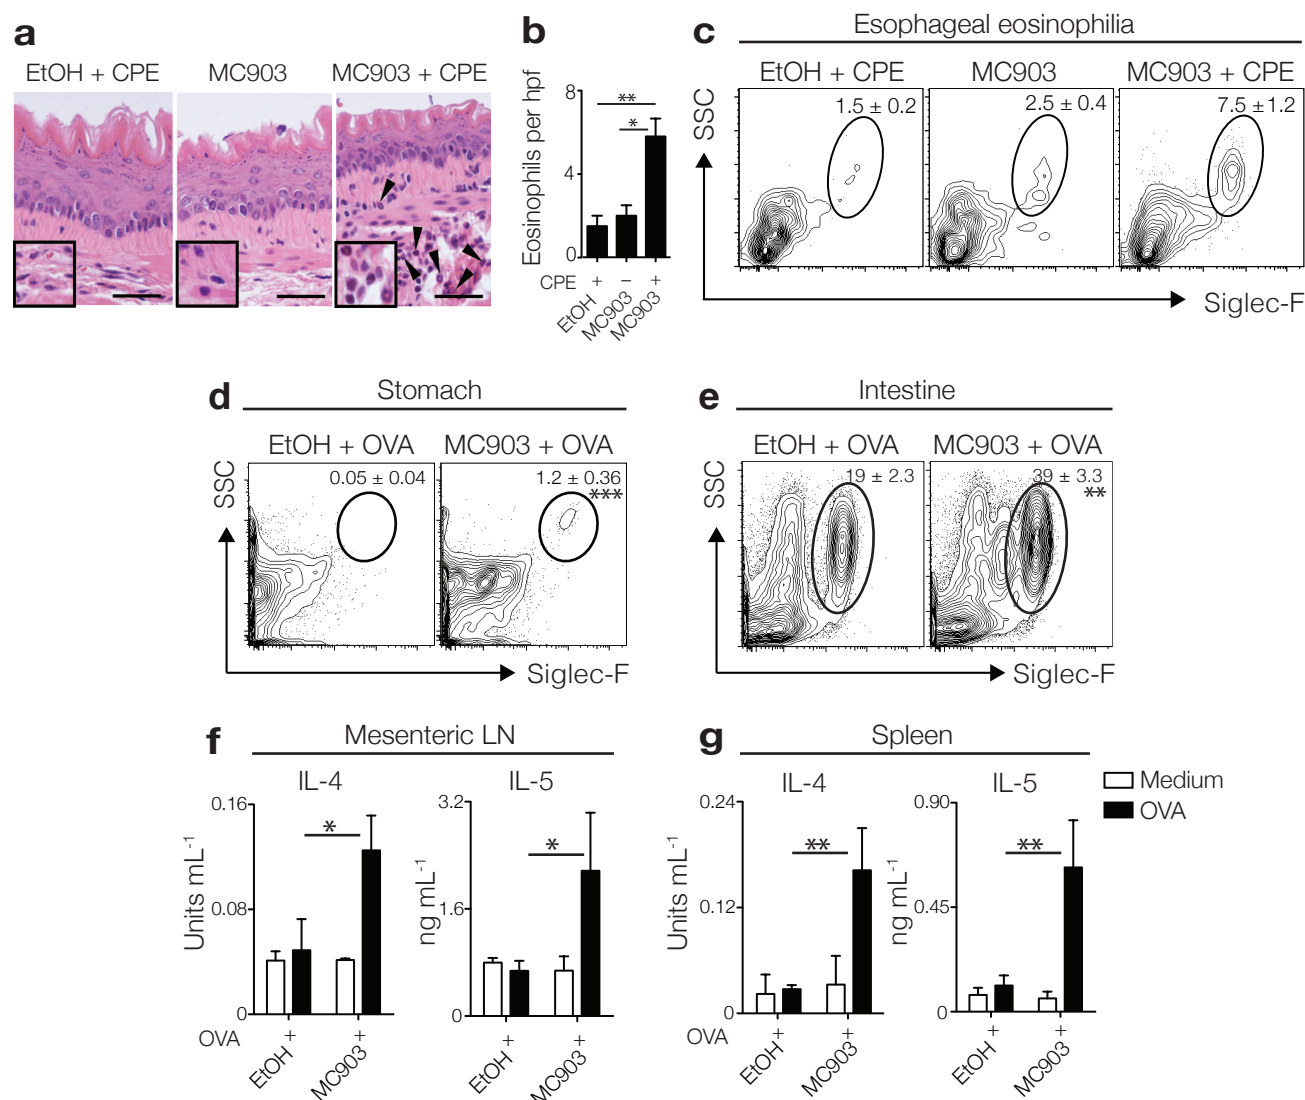 a
EtOH + CPE
MC903
MC903 + CPE
b
Eosinophils per hpf
8
4
0
**
*
CPE + − +
EtOH
MC903
MC903
c
Esophageal eosinophilia
EtOH + CPE
MC903
MC903 + CPE
SSC
1.5 ± 0.2
2.5 ± 0.4
7.5 ± 1.2
Siglec-F
d
Stomach
EtOH + OVA
MC903 + OVA
SSC
0.05 ± 0.04
1.2 ± 0.36
***
Siglec-F
e
Intestine
EtOH + OVA
MC903 + OVA
SSC
19 ± 2.3
39 ± 3.3
**
Siglec-F
f
Mesenteric LN
IL-4
Units mL-1
0.16
0.08
0
*
OVA + +
EtOH
MC903
IL-5
ng mL-1
3.2
1.6
0
*
+ +
EtOH
MC903
g
Spleen
IL-4
Units mL-1
0.24
0.12
0
**
OVA + +
EtOH
MC903
IL-5
ng mL-1
0.90
0.45
0
**
+ +
EtOH
MC903
Medium
OVA